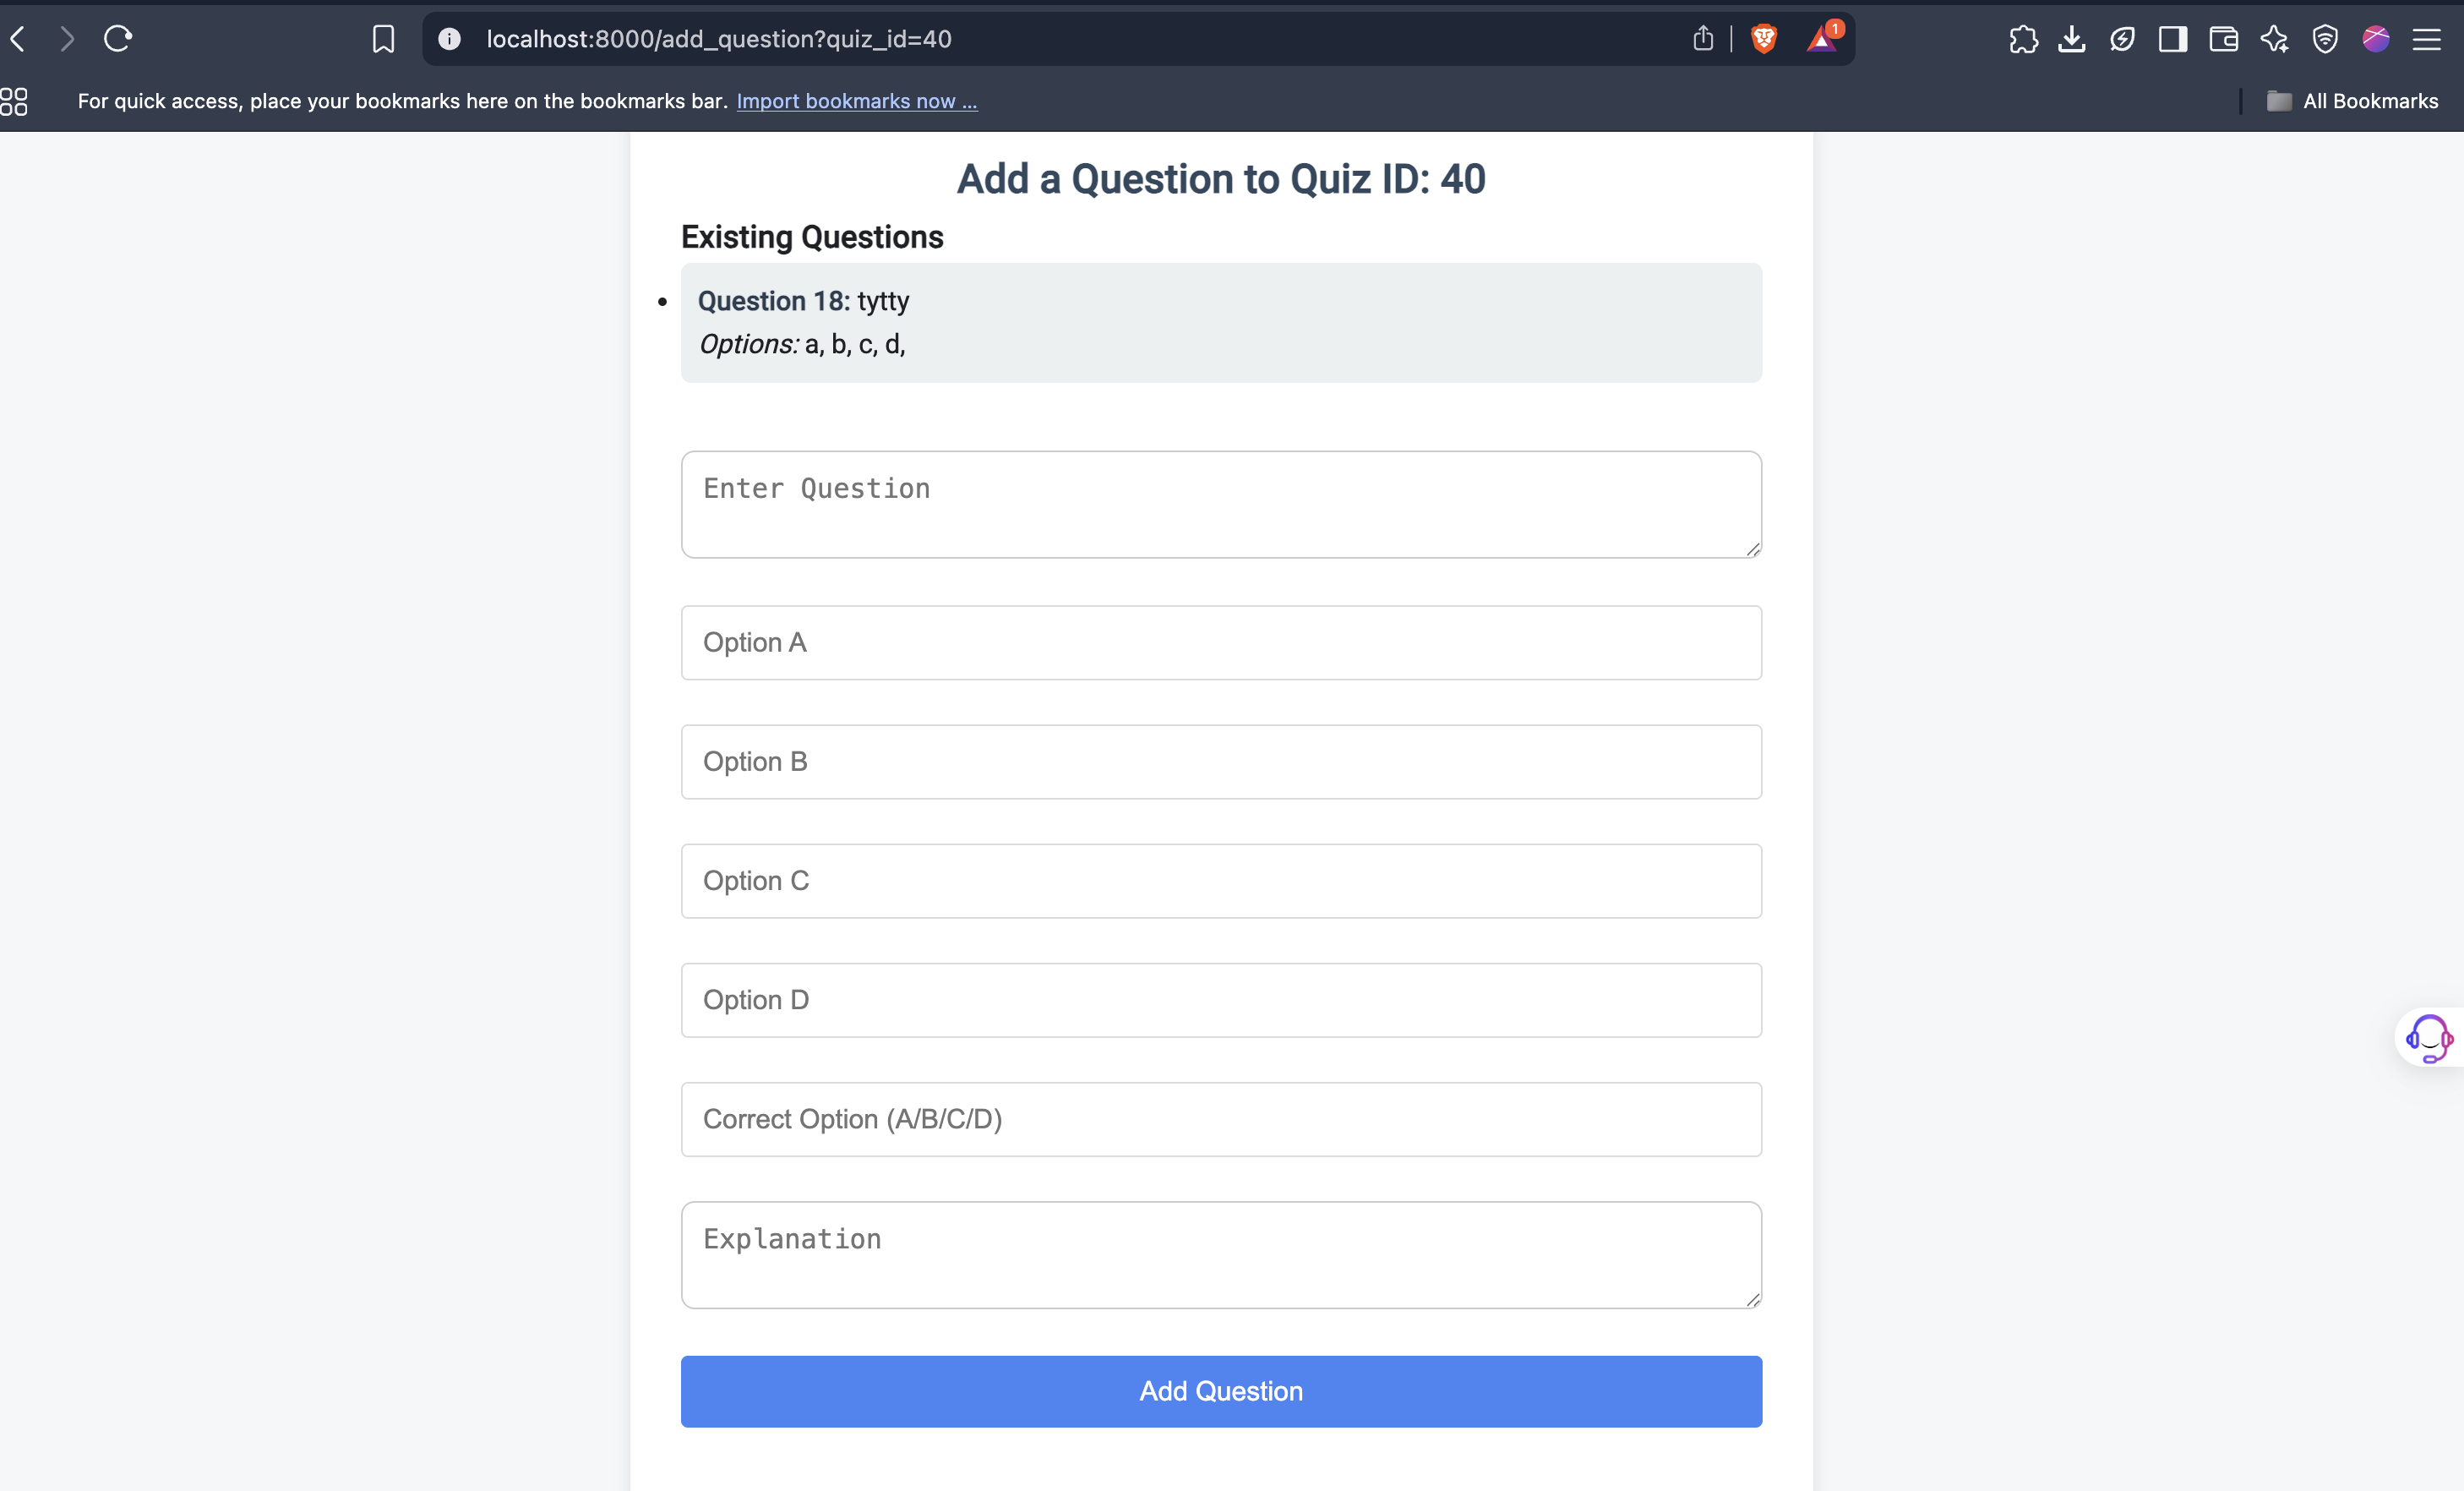 localhost:8000/add_question?quiz_id=40
1
For quick access, place your bookmarks here on the bookmarks bar. Import bookmarks now ...
All Bookmarks
Add a Question to Quiz ID: 40
Existing Questions
• Question 18: tytty
Options: a, b, c, d,
Enter Question
Option A
Option B
Option C
Option D
Correct Option (A/B/C/D)
Explanation
Add Question